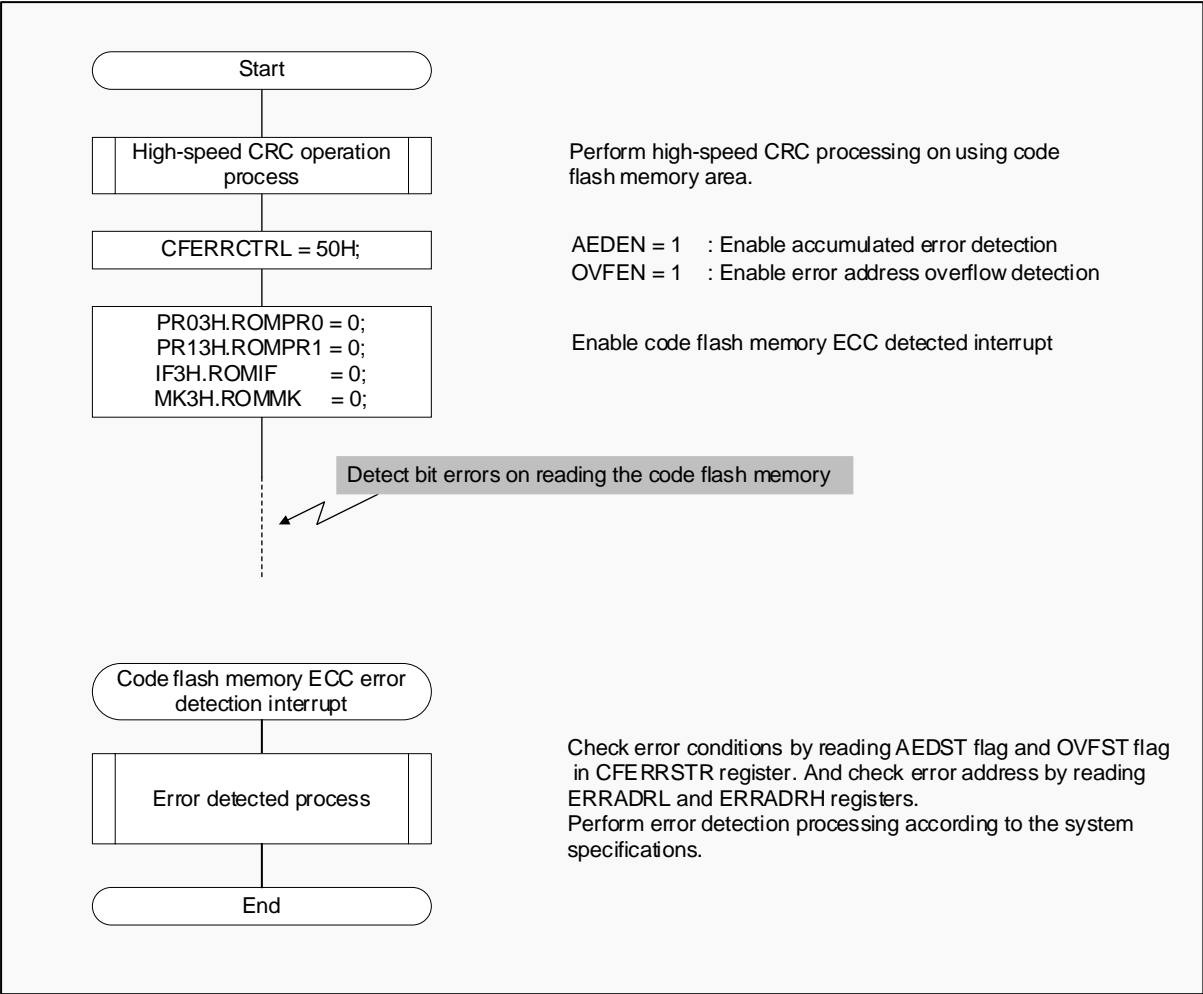 Start
High-speed CRC operation
process
Perform high-speed CRC processing on using code
flash memory area.
CFERRCTRL = 50H;
AEDEN = 1 : Enable accumulated error detection
OVFEN = 1 : Enable error address overflow detection
PR03H.ROMPR0 = 0;
PR13H.ROMPR1 = 0;
IF3H.ROMIF = 0;
MK3H.ROMMK = 0;
Enable code flash memory ECC detected interrupt
Detect bit errors on reading the code flash memory
Code flash memory ECC error
detection interrupt
Error detected process
Check error conditions by reading AEDST flag and OVFST flag
in CFERRSTR register. And check error address by reading
ERRADRL and ERRADRH registers.
Perform error detection processing according to the system
specifications.
End